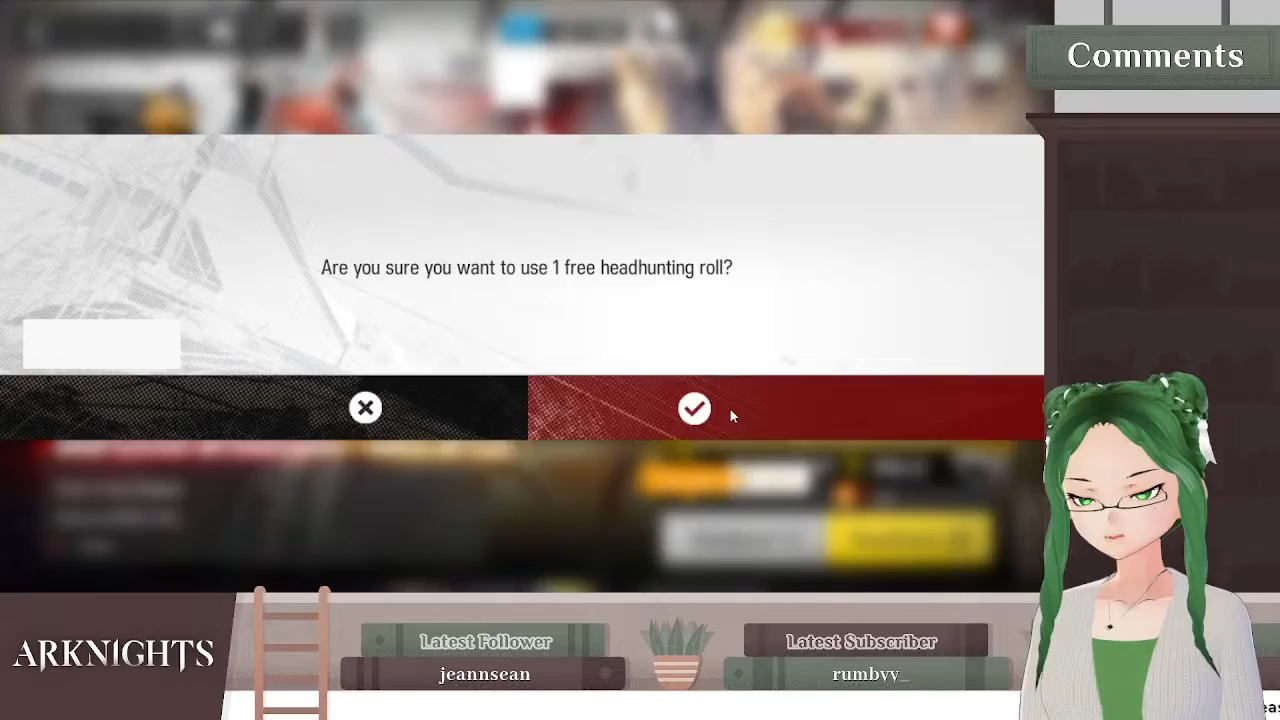 Comments
Are you sure you want to use 1 free headhunting roll?
ARKNIGHTS
Latest Follower
jeannsean
Latest Subscriber
rumbyy_